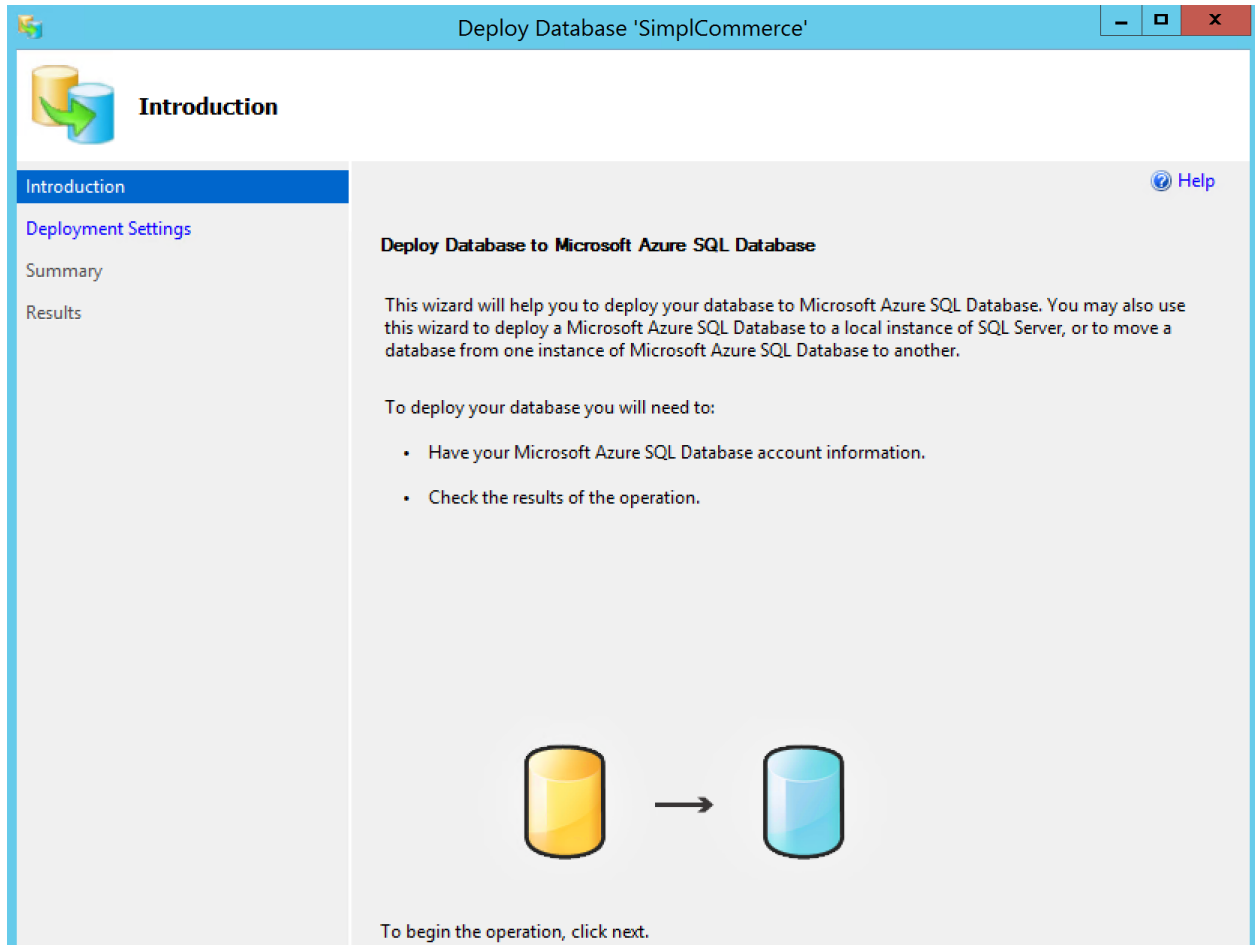 Deploy Database 'SimplCommerce'
Introduction
Introduction
Deployment Settings
Summary
Results
Help
Deploy Database to Microsoft Azure SQL Database
This wizard will help you to deploy your database to Microsoft Azure SQL Database. You may also use
this wizard to deploy a Microsoft Azure SQL Database to a local instance of SQL Server, or to move a
database from one instance of Microsoft Azure SQL Database to another.
To deploy your database you will need to:
• Have your Microsoft Azure SQL Database account information.
• Check the results of the operation.
To begin the operation, click next.